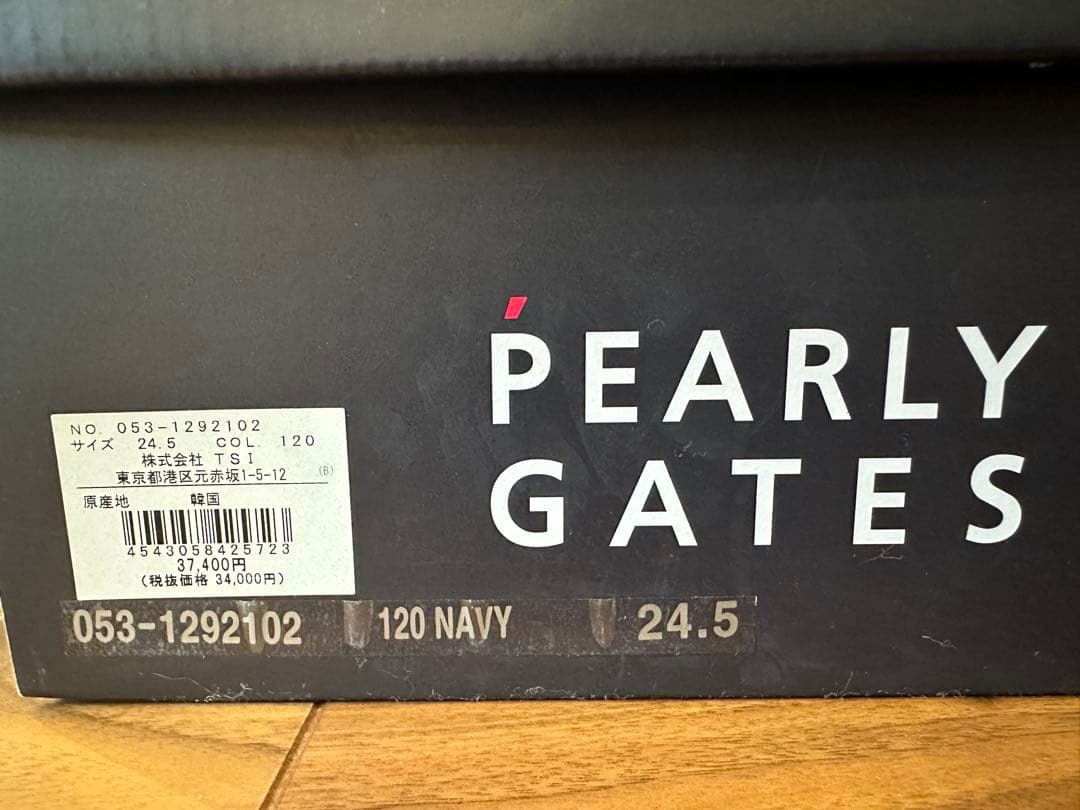 PEARLY
GATES
NO. 053-1292102
サイズ 24.5 COL. 120
株式会社 TSI
東京都港区元赤坂1-5-12 (B)
原産地 韓国
4543058425723
37,400円
(税抜価格 34,000円)
053-1292102 120 NAVY 24.5